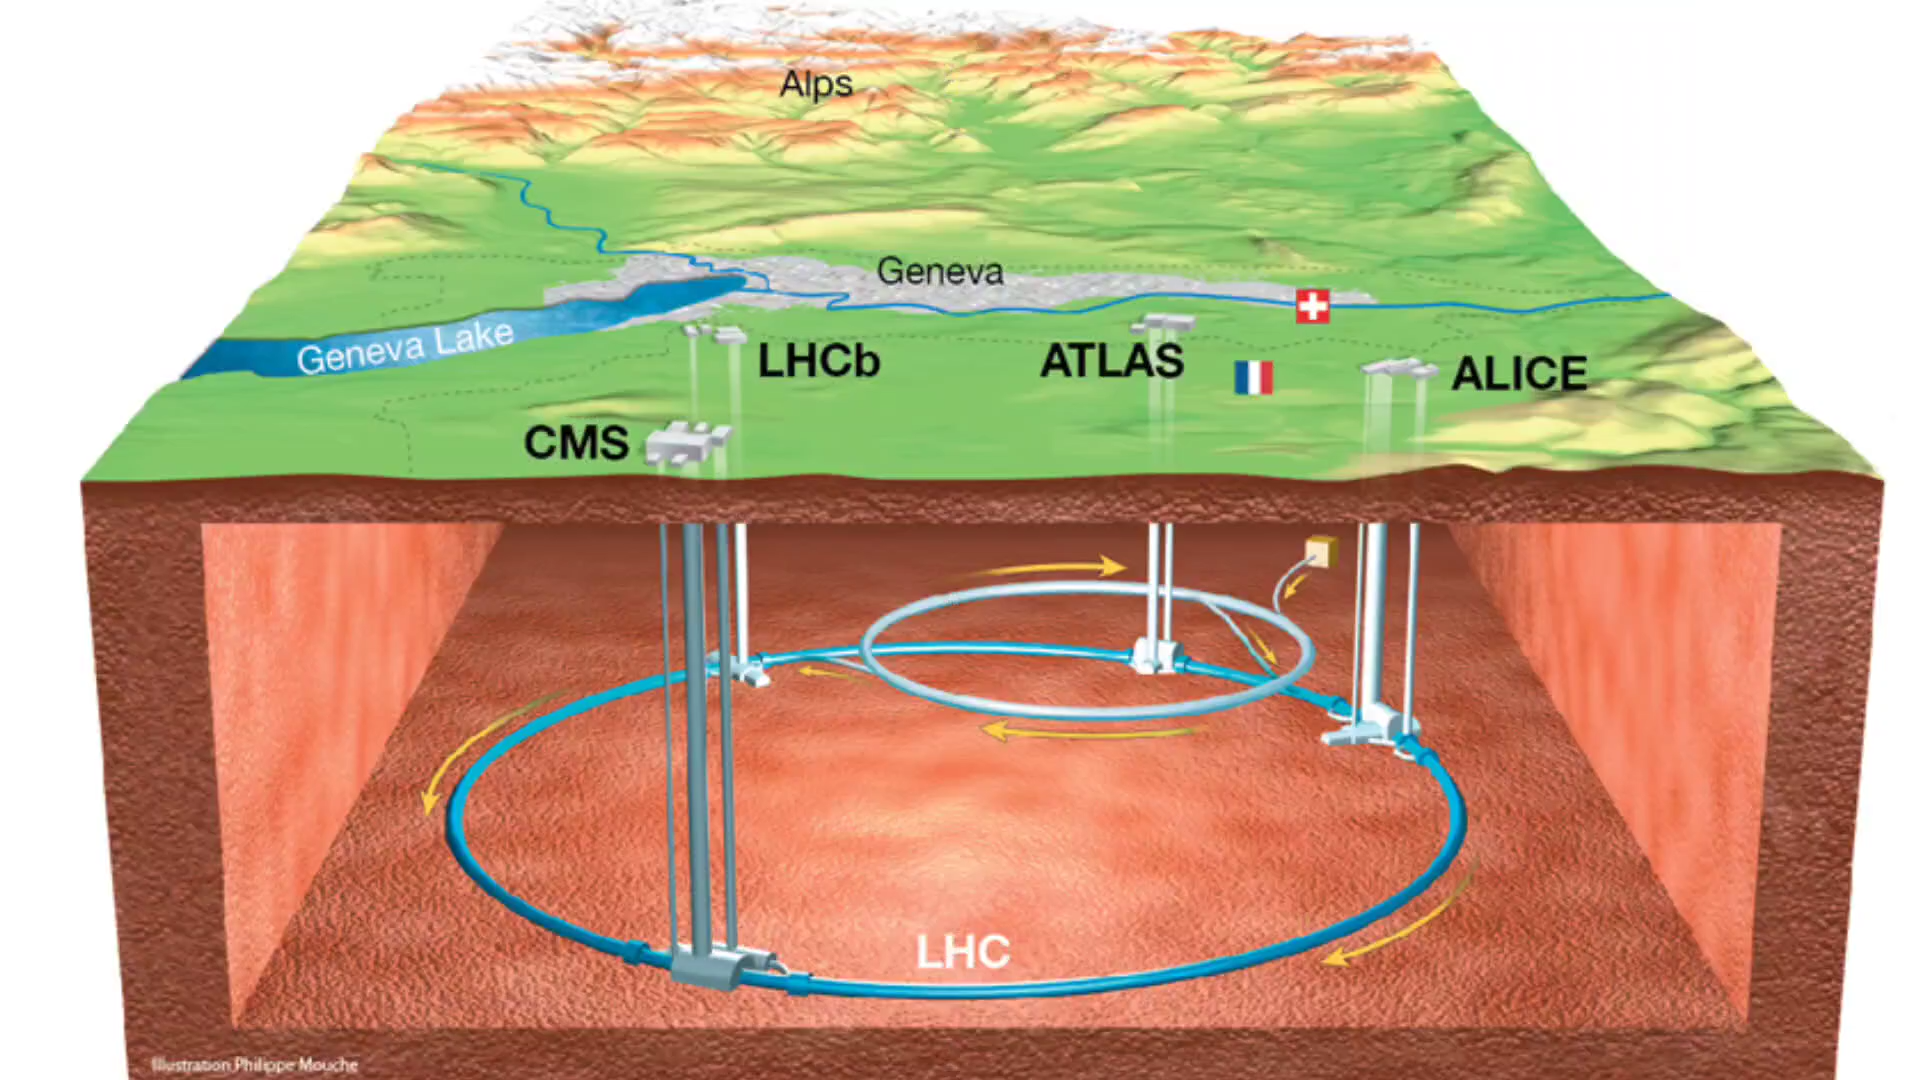 Alps
Geneva
Geneva Lake
LHCb
ATLAS
ALICE
CMS
LHC
Illustration Philippe Mouche